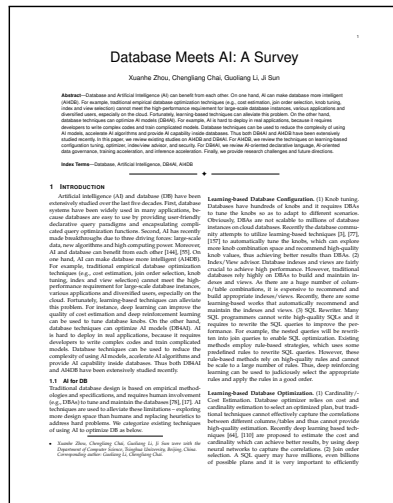 1
Database Meets AI: A Survey
Xuanhe Zhou, Chengliang Chai, Guoliang Li, Ji Sun
Abstract—Database and Artificial Intelligence (AI) can benefit from each other. On one hand, AI can make database more intelligent
(AI4DB). For example, traditional empirical database optimization techniques (e.g., cost estimation, join order selection, knob tuning,
index and view selection) cannot meet the high-performance requirement for large-scale database instances, various applications and
diversified users, especially on the cloud. Fortunately, learning-based techniques can alleviate this problem. On the other hand,
database techniques can optimize AI models (DB4AI). For example, AI is hard to deploy in real applications, because it requires
developers to write complex codes and train complicated models. Database techniques can be used to reduce the complexity of using
AI models, accelerate AI algorithms and provide AI capability inside databases. Thus both DB4AI and AI4DB have been extensively
studied recently. In this paper, we review existing studies on AI4DB and DB4AI. For AI4DB, we review the techniques on learning-based
configuration tuning, optimizer, index/view advisor, and security. For DB4AI, we review AI-oriented declarative language, AI-oriented
data governance, training acceleration, and inference acceleration. Finally, we provide research challenges and future directions.
Index Terms—Database, Artificial Intelligence, DB4AI, AI4DB
1 INTRODUCTION
Artificial intelligence (AI) and database (DB) have been
extensively studied over the last five decades. First, database
systems have been widely used in many applications, be-
cause databases are easy to use by providing user-friendly
declarative query paradigms and encapsulating compli-
cated query optimization functions. Second, AI has recently
made breakthroughs due to three driving forces: large-scale
data, new algorithms and high computing power. Moreover,
AI and database can benefit from each other [144], [55]. On
one hand, AI can make database more intelligent (AI4DB).
For example, traditional empirical database optimization
techniques (e.g., cost estimation, join order selection, knob
tuning, index and view selection) cannot meet the high-
performance requirement for large-scale database instances,
various applications and diversified users, especially on the
cloud. For instance, deep learning can improve the
quality of cost estimation and deep reinforcement learning
can be used to tune database knobs. On the other hand,
database techniques can optimize AI models (DB4AI). AI
is hard to deploy in real applications, because it requires
developers to write complex codes and train complicated
models. Database techniques can be used to reduce the
complexity of using AI models, accelerate AI algorithms and
provide AI capability inside databases. Thus both DB4AI
and AI4DB have been extensively studied recently.
1.1 AI for DB
Traditional database design is based on empirical method-
ologies and specifications, and requires human involvement
(e.g., DBAs) to tune and maintain the databases [78], [17]. AI
techniques are used to alleviate these limitations – exploring
more design space than humans and replacing heuristics to
address hard problems. We categorize existing techniques
of using AI to optimize DB as below.
• Xuanhe Zhou, Chengliang Chai, Guoliang Li, Ji Sun were with the
Department of Computer Science, Tsinghua University, Beijing, China.
Corresponding author: Guoliang Li, Chengliang Chai.
Learning-based Database Configuration. (1) Knob tuning.
Databases have hundreds of knobs and it requires DBAs
to tune the knobs so as to adapt to different scenarios.
Obviously, DBAs are not scalable to millions of database
instances on cloud databases. Recently the database commu-
nity attempts to utilize learning-based techniques [3], [77],
[157] to automatically tune the knobs, which can explore
more knob combination space and recommend high-quality
knob values, thus achieving better results than DBAs. (2)
Index/View advisor. Database indexes and views are fairly
crucial to achieve high performance. However, traditional
databases rely highly on DBAs to build and maintain in-
dexes and views. As there are a huge number of colum-
n/table combinations, it is expensive to recommend and
build appropriate indexes/views. Recently, there are some
learning-based works that automatically recommend and
maintain the indexes and views. (3) SQL Rewriter. Many
SQL programmers cannot write high-quality SQLs and it
requires to rewrite the SQL queries to improve the per-
formance. For example, the nested queries will be rewrit-
ten into join queries to enable SQL optimization. Existing
methods employ rule-based strategies, which uses some
predefined rules to rewrite SQL queries. However, these
rule-based methods rely on high-quality rules and cannot
be scale to a large number of rules. Thus, deep reinforcing
learning can be used to judiciously select the appropriate
rules and apply the rules in a good order.
Learning-based Database Optimization. (1) Cardinality/-
Cost Estimation. Database optimizer relies on cost and
cardinality estimation to select an optimized plan, but tradi-
tional techniques cannot effectively capture the correlations
between different columns/tables and thus cannot provide
high-quality estimation. Recently deep learning based tech-
niques [64], [110] are proposed to estimate the cost and
cardinality which can achieve better results, by using deep
neural networks to capture the correlations. (2) Join order
selection. A SQL query may have millions, even billions
of possible plans and it is very important to efficiently